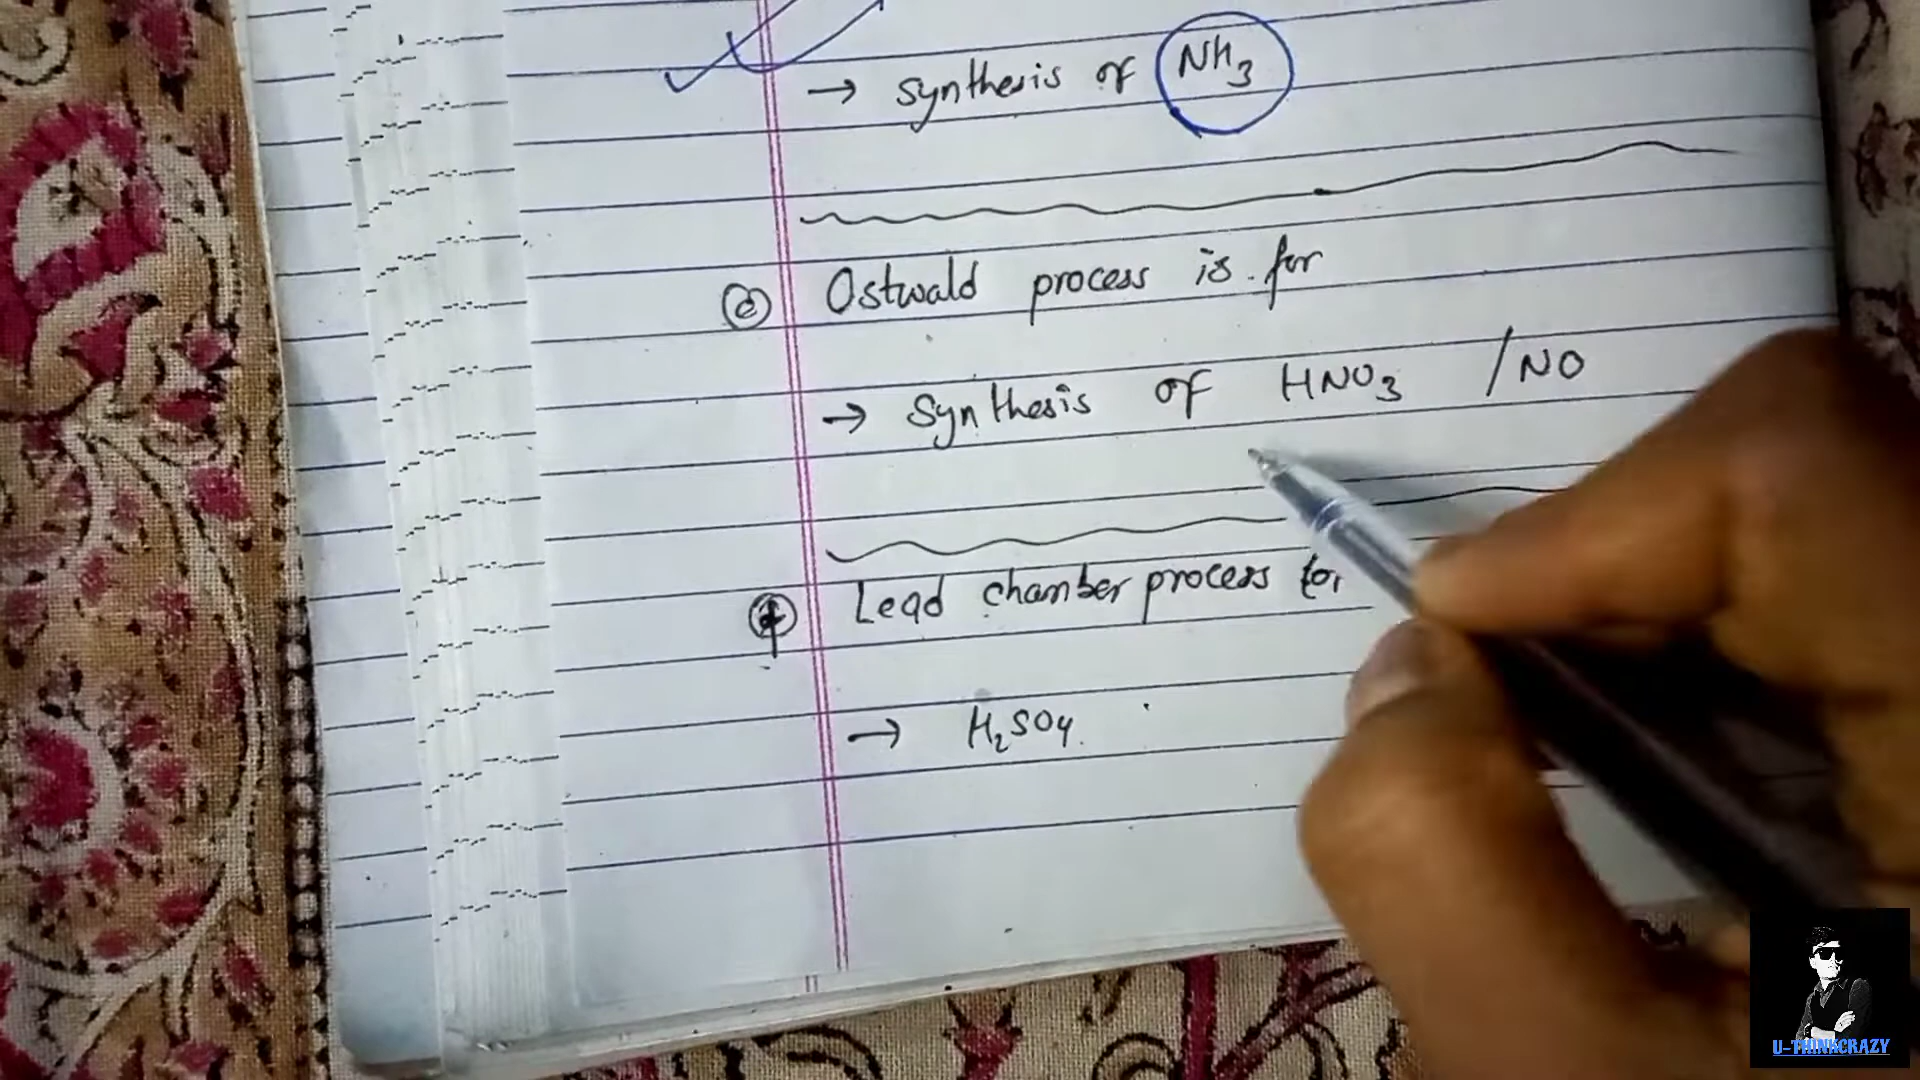 → synthesis of NH₃
ⓔ Ostwald process is for
→ synthesis of HNO₃ /NO
ⓕ Lead chamber process for
→ H₂SO₄.
U-THINKCRAZY